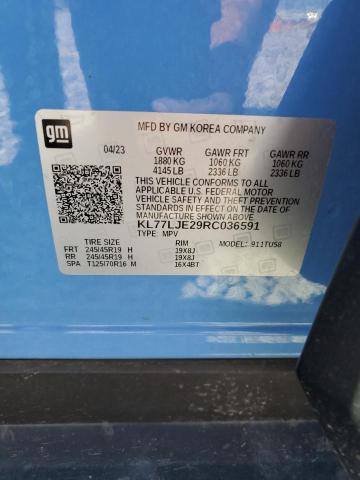 gm
MFD BY GM KOREA COMPANY
04/23 GVWR GAWR FRT GAWR RR
1880 KG 1060 KG 1060 KG
4145 LB 2336 LB 2336 LB
THIS VEHICLE CONFORMS TO ALL
APPLICABLE U.S. FEDERAL MOTOR
VEHICLE SAFETY AND THEFT PREVENTION
STANDARDS IN EFFECT ON THE DATE OF
MANUFACTURE SHOWN ABOVE.
KL77LJE29RC036591
TYPE: MPV
TIRE SIZE RIM MODEL: 911TU58
FRT 245/45R19 H 19X8J
RR 245/45R19 H 19X8J
SPA T125/70R16 M 16X4BT